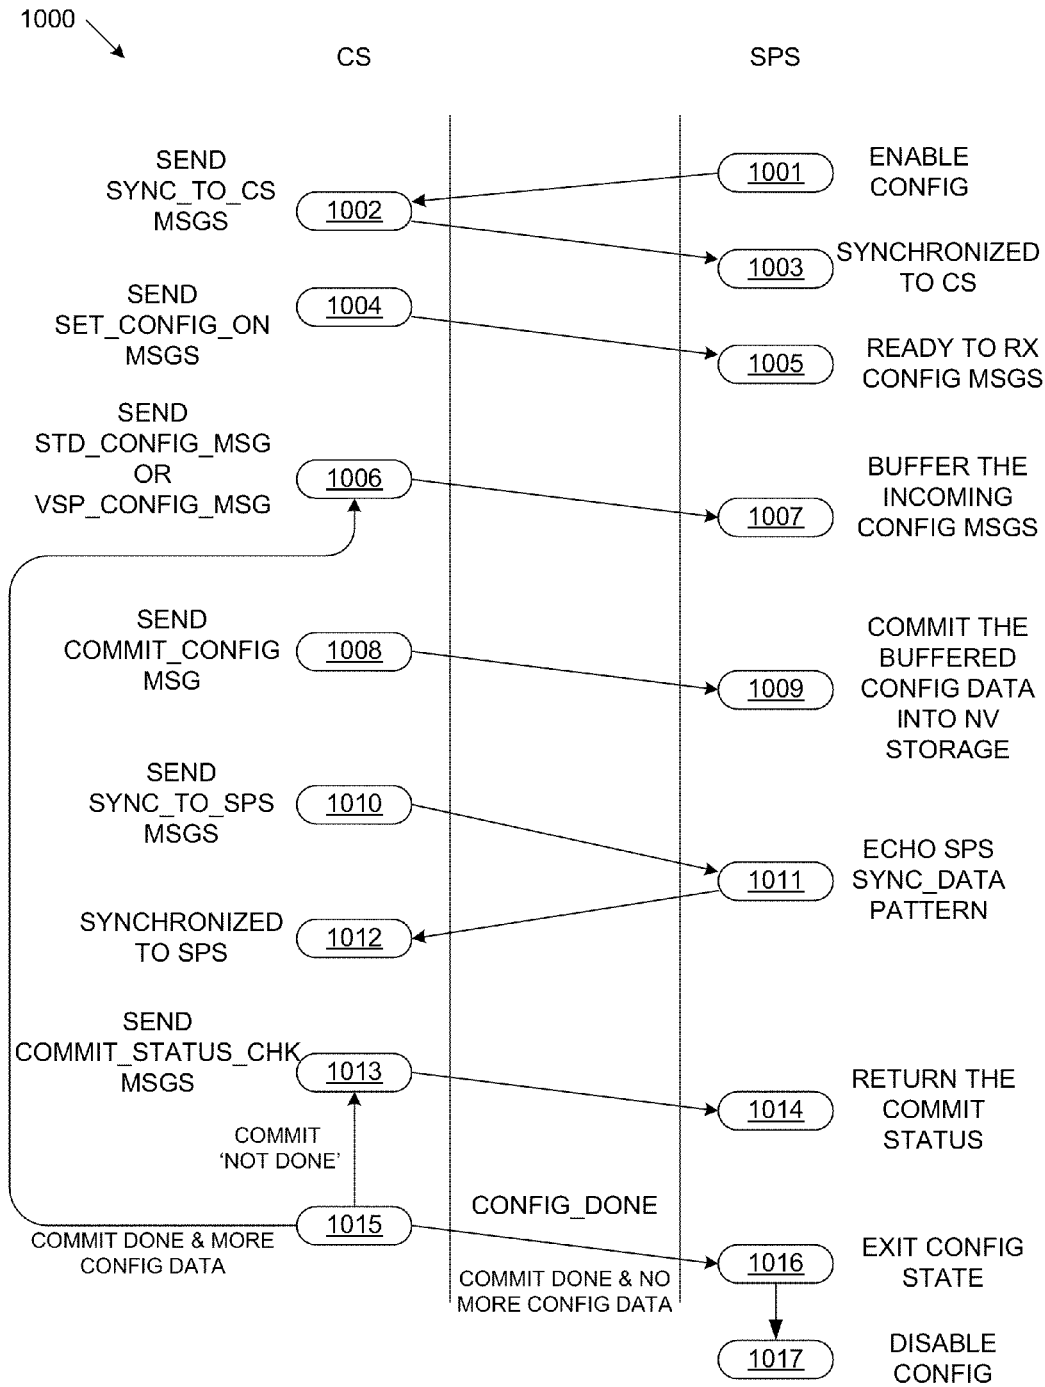 1000
CS
SPS
SEND
SYNC_TO_CS
MSGS
1002
1001
ENABLE
CONFIG
1003
SYNCHRONIZED
TO CS
SEND
SET_CONFIG_ON
MSGS
1004
1005
READY TO RX
CONFIG MSGS
SEND
STD_CONFIG_MSG
OR
VSP_CONFIG_MSG
1006
1007
BUFFER THE
INCOMING
CONFIG MSGS
SEND
COMMIT_CONFIG
MSG
1008
1009
COMMIT THE
BUFFERED
CONFIG DATA
INTO NV
STORAGE
SEND
SYNC_TO_SPS
MSGS
1010
1011
ECHO SPS
SYNC_DATA
PATTERN
SYNCHRONIZED
TO SPS
1012
SEND
COMMIT_STATUS_CHK
MSGS
1013
1014
RETURN THE
COMMIT
STATUS
COMMIT
‘NOT DONE’
1015
CONFIG_DONE
COMMIT DONE & MORE
CONFIG DATA
COMMIT DONE & NO
MORE CONFIG DATA
1016
EXIT CONFIG
STATE
1017
DISABLE
CONFIG